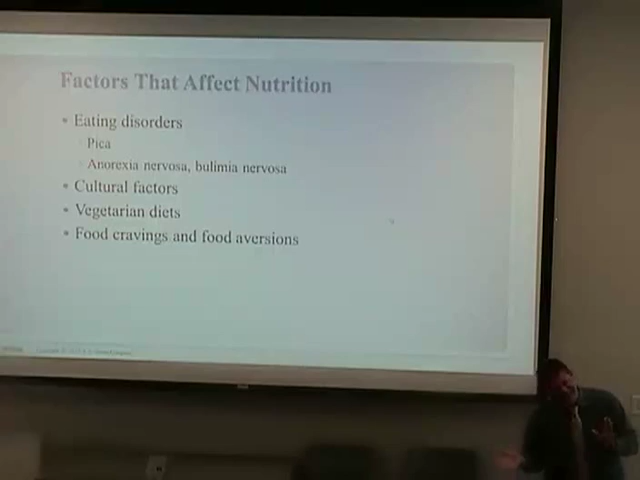 Factors That Affect Nutrition
• Eating disorders
Pica
Anorexia nervosa, bulimia nervosa
• Cultural factors
• Vegetarian diets
• Food cravings and food aversions